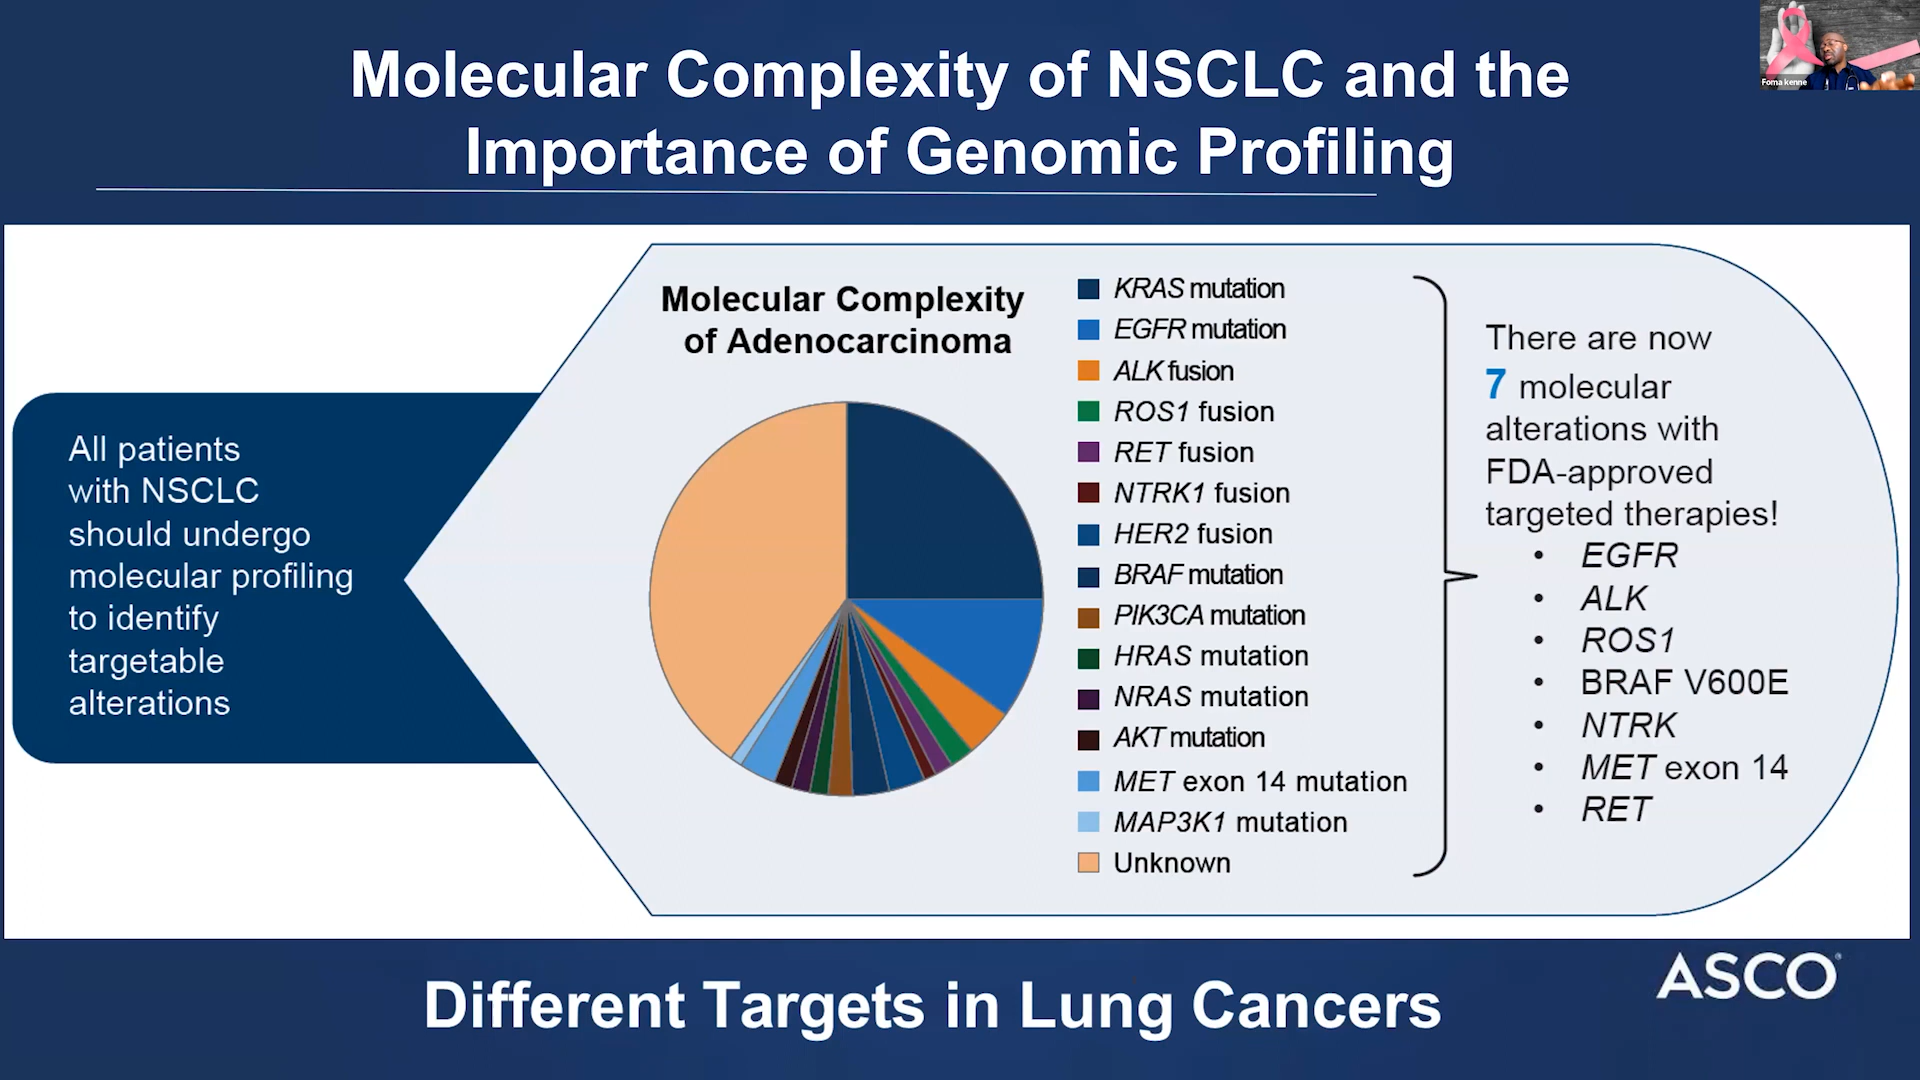 Molecular Complexity of NSCLC and the
Importance of Genomic Profiling
Foma kenne
All patients
with NSCLC
should undergo
molecular profiling
to identify
targetable
alterations
Molecular Complexity
of Adenocarcinoma
KRAS mutation
EGFR mutation
ALK fusion
ROS1 fusion
RET fusion
NTRK1 fusion
HER2 fusion
BRAF mutation
PIK3CA mutation
HRAS mutation
NRAS mutation
AKT mutation
MET exon 14 mutation
MAP3K1 mutation
Unknown
There are now
7 molecular
alterations with
FDA-approved
targeted therapies!
• EGFR
• ALK
• ROS1
• BRAF V600E
• NTRK
• MET exon 14
• RET
ASCO®
Different Targets in Lung Cancers